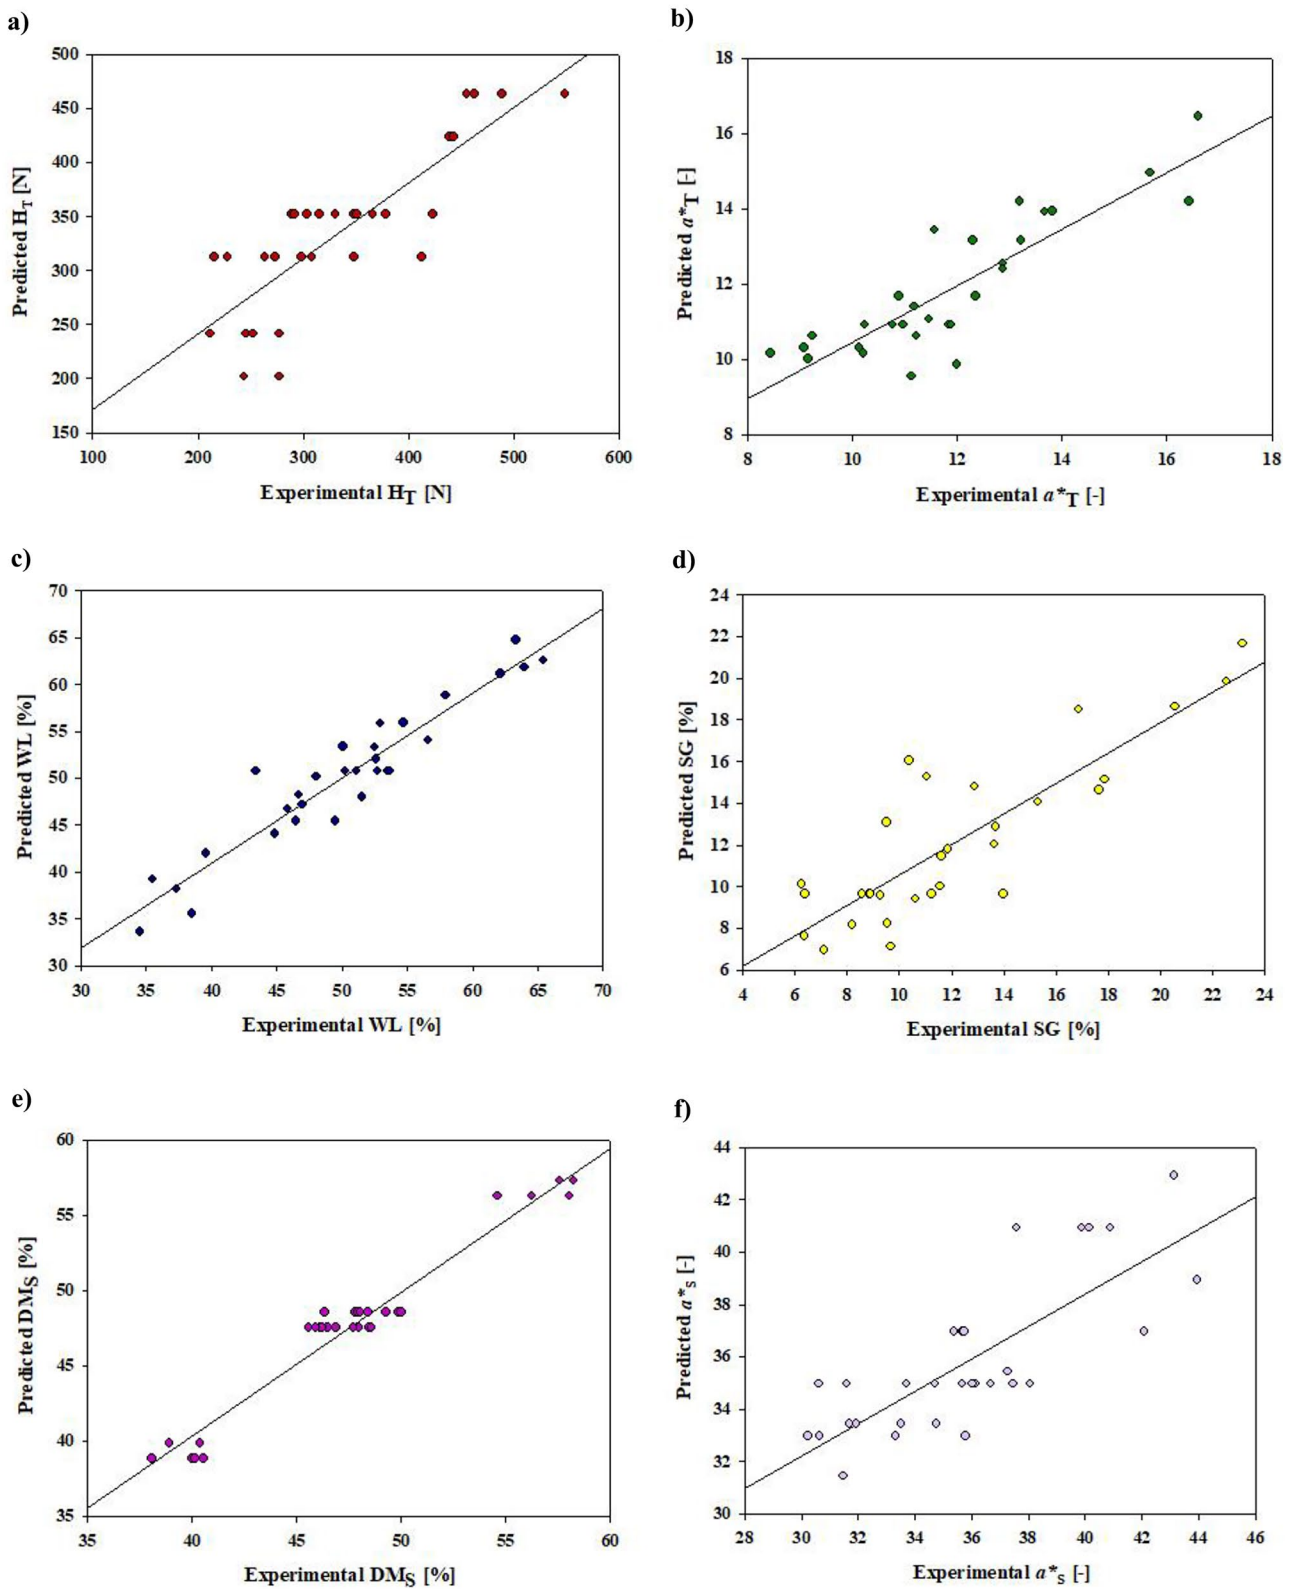 a)
500
450
400
350
300
250
200
150
Predicted H_T [N]
100 200 300 400 500 600
Experimental H_T [N]
b)
18
16
14
12
10
8
Predicted a*_T [-]
8 10 12 14 16 18
Experimental a*_T [-]
c)
70
65
60
55
50
45
40
35
30
Predicted WL [%]
30 35 40 45 50 55 60 65 70
Experimental WL [%]
d)
24
22
20
18
16
14
12
10
8
6
Predicted SG [%]
4 6 8 10 12 14 16 18 20 22 24
Experimental SG [%]
e)
60
55
50
45
40
35
Predicted DM_S [%]
35 40 45 50 55 60
Experimental DM_S [%]
f)
44
42
40
38
36
34
32
30
Predicted a*_s [-]
28 30 32 34 36 38 40 42 44 46
Experimental a*_s [-]